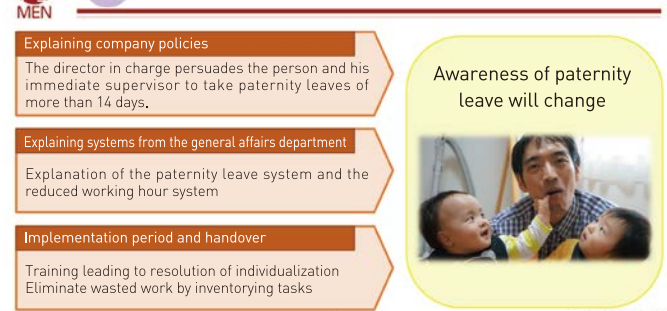 MEN
Explaining company policies
The director in charge persuades the person and his
immediate supervisor to take paternity leaves of
more than 14 days.
Explaining systems from the general affairs department
Explanation of the paternity leave system and the
reduced working hour system
Implementation period and handover
Training leading to resolution of individualization
Eliminate wasted work by inventorying tasks
Awareness of paternity
leave will change